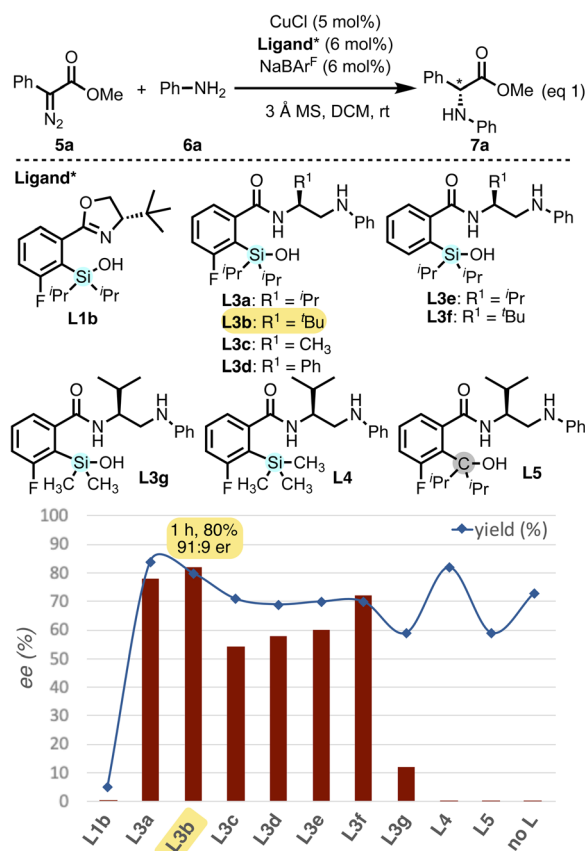 CuCl (5 mol%)
Ligand* (6 mol%)
NaBArF (6 mol%)
3 Å MS, DCM, rt
Ph
O
OMe
N2
5a
+
Ph
NH2
6a
Ph
*
O
OMe
HN
Ph
7a
(eq 1)
Ligand*
O
N
Si
OH
F
iPr
iPr
L1b
O
R1
N
H
H
N
Ph
Si
OH
F
iPr
iPr
L3a: R1 = iPr
L3b: R1 = tBu
L3c: R1 = CH3
L3d: R1 = Ph
O
R1
N
H
H
N
Ph
Si
OH
iPr
iPr
L3e: R1 = iPr
L3f: R1 = tBu
O
N
H
H
N
Ph
Si
OH
F
H3C
CH3
L3g
O
N
H
H
N
Ph
Si
CH3
F
H3C
CH3
L4
O
N
H
H
N
Ph
C
OH
F
iPr
iPr
L5
100
90
80
70
60
50
40
30
20
10
0
ee (%)
1 h, 80%
91:9 er
yield (%)
L1b
L3a
L3b
L3c
L3d
L3e
L3f
L3g
L4
L5
no L